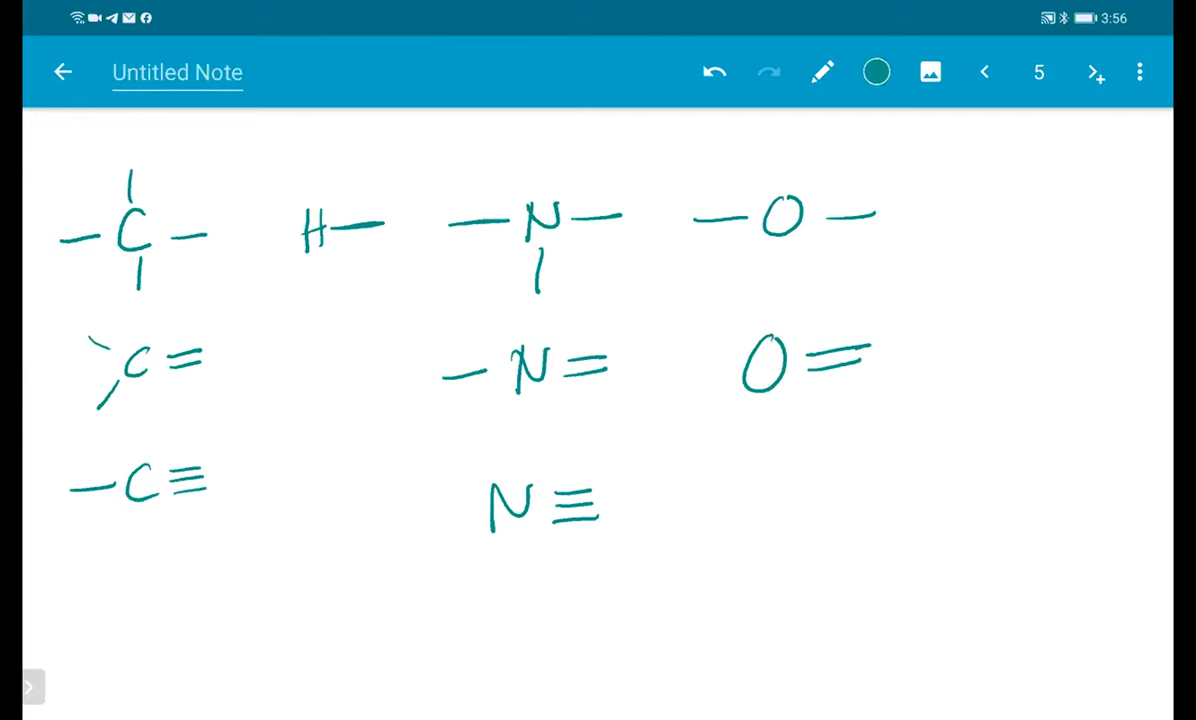 3:56
Untitled Note 5
–C– H– –N– –O–
C= –N= O=
–C≡ N≡